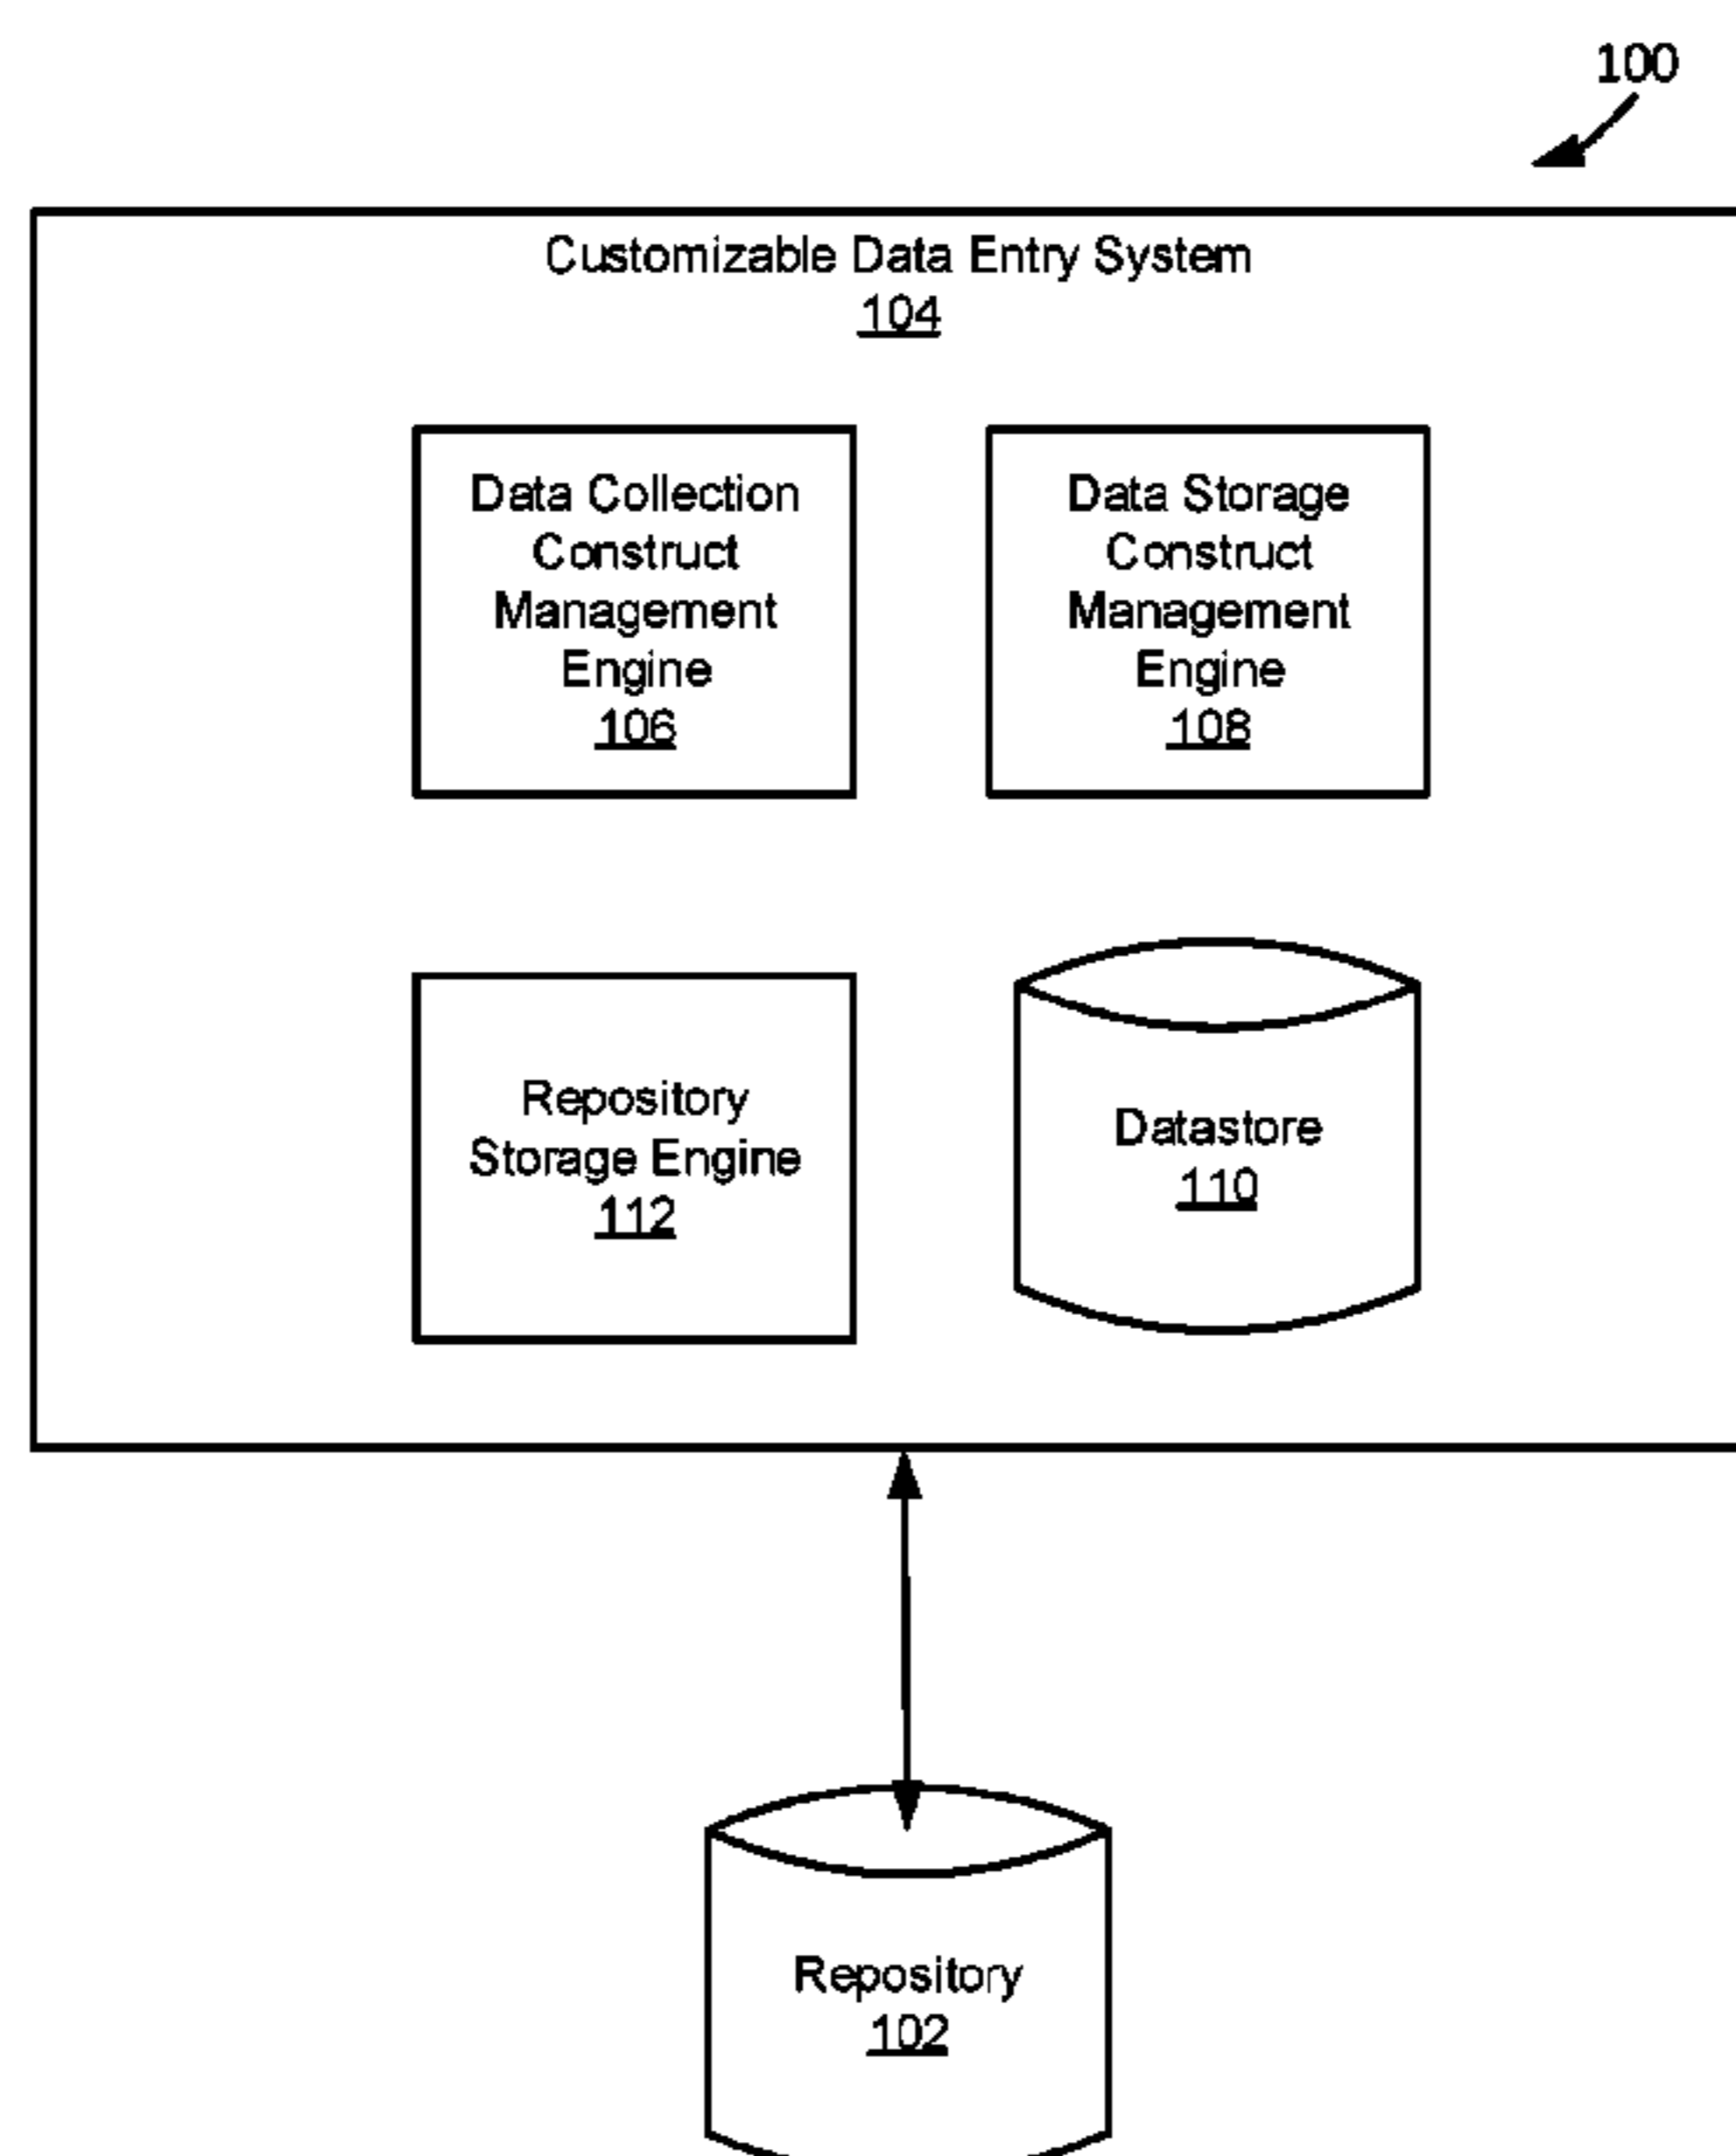 100
Customizable Data Entry System
104
Data Collection
Construct
Management
Engine
106
Data Storage
Construct
Management
Engine
108
Repository
Storage Engine
112
Datastore
110
Repository
102